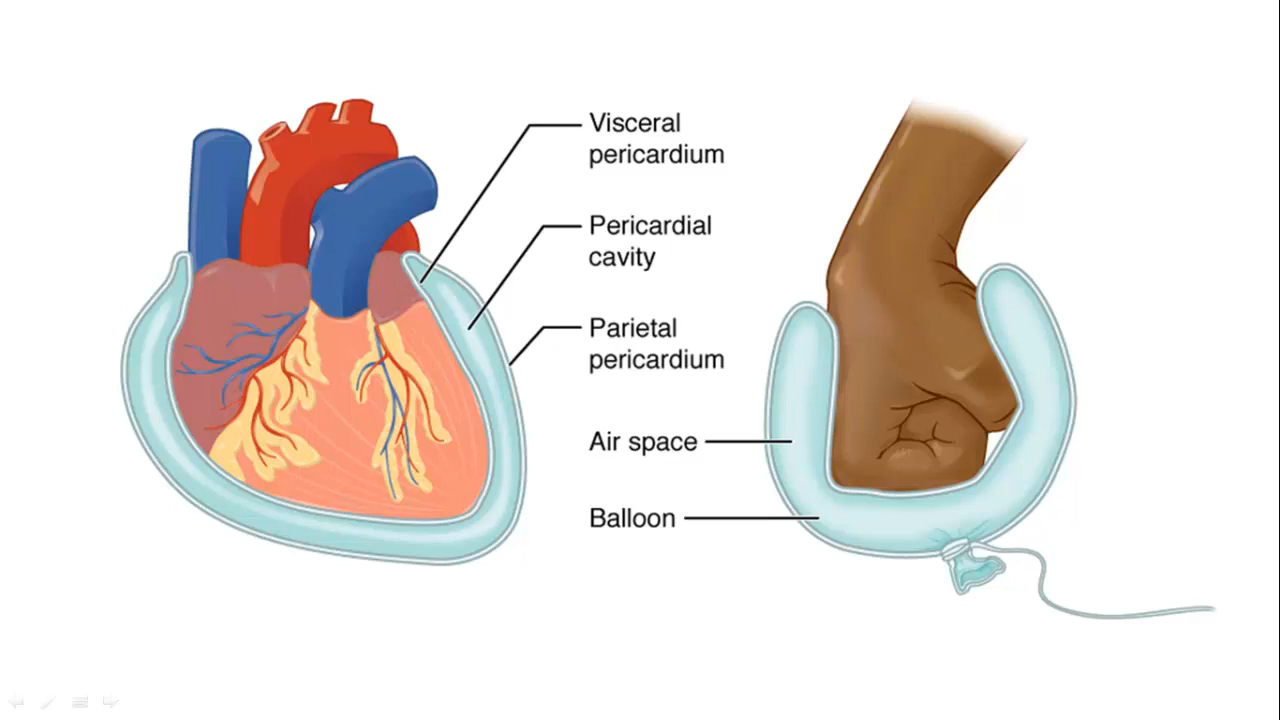 Visceral
pericardium
Pericardial
cavity
Parietal
pericardium
Air space
Balloon